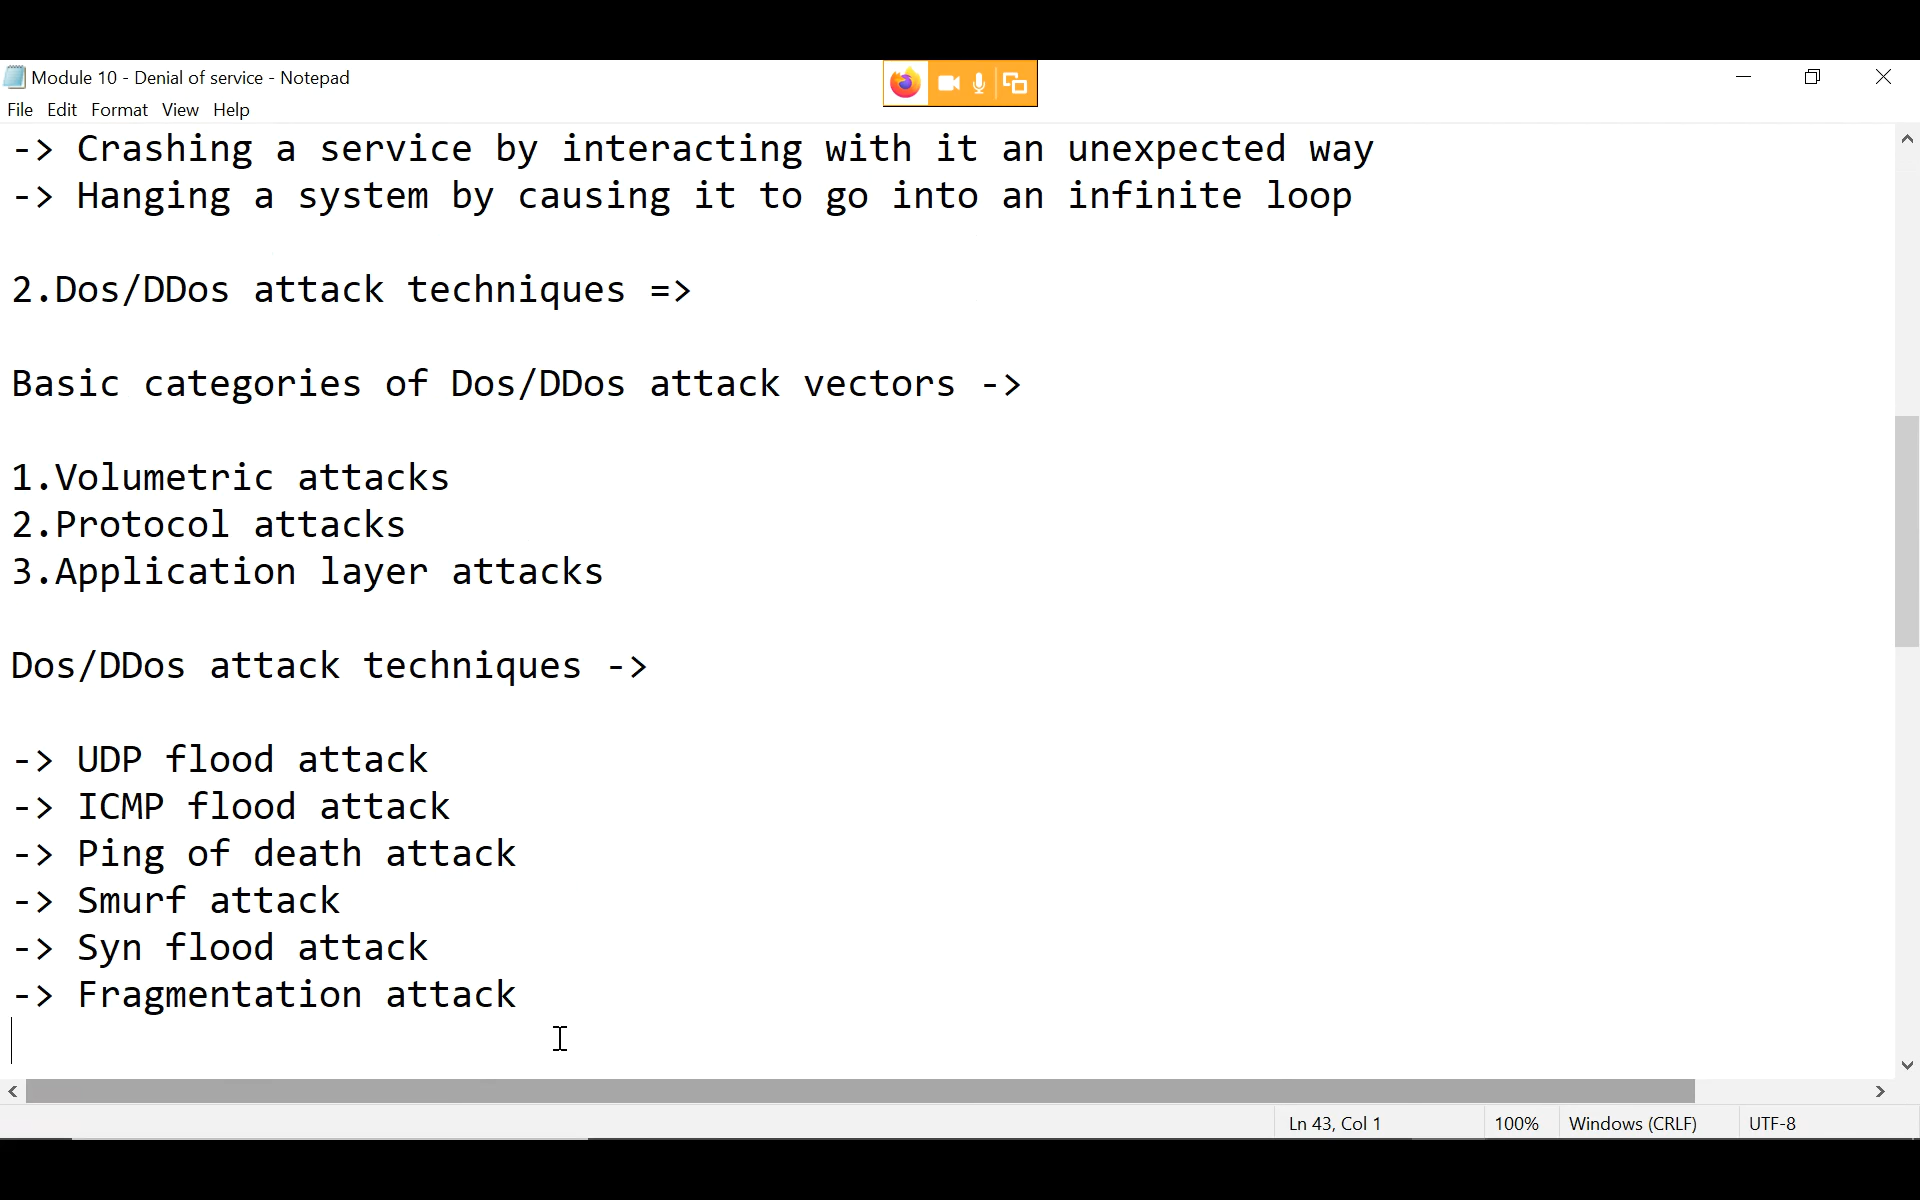 Module 10 - Denial of service - Notepad
File Edit Format View Help
-> Crashing a service by interacting with it an unexpected way
-> Hanging a system by causing it to go into an infinite loop
2.Dos/DDos attack techniques =>
Basic categories of Dos/DDos attack vectors ->
1.Volumetric attacks
2.Protocol attacks
3.Application layer attacks
Dos/DDos attack techniques ->
-> UDP flood attack
-> ICMP flood attack
-> Ping of death attack
-> Smurf attack
-> Syn flood attack
-> Fragmentation attack
Ln 43, Col 1 100% Windows (CRLF) UTF-8